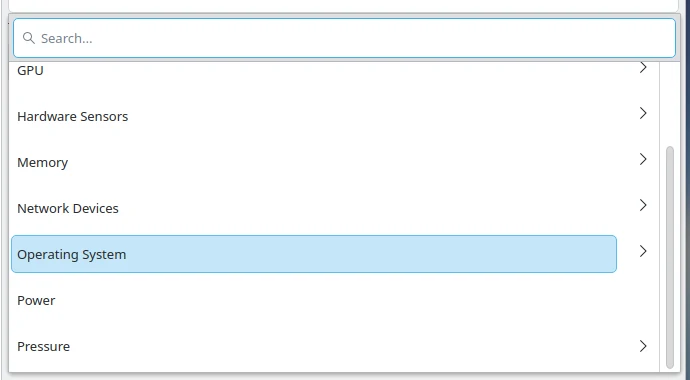 Search...
GPU
Hardware Sensors
Memory
Network Devices
Operating System
Power
Pressure